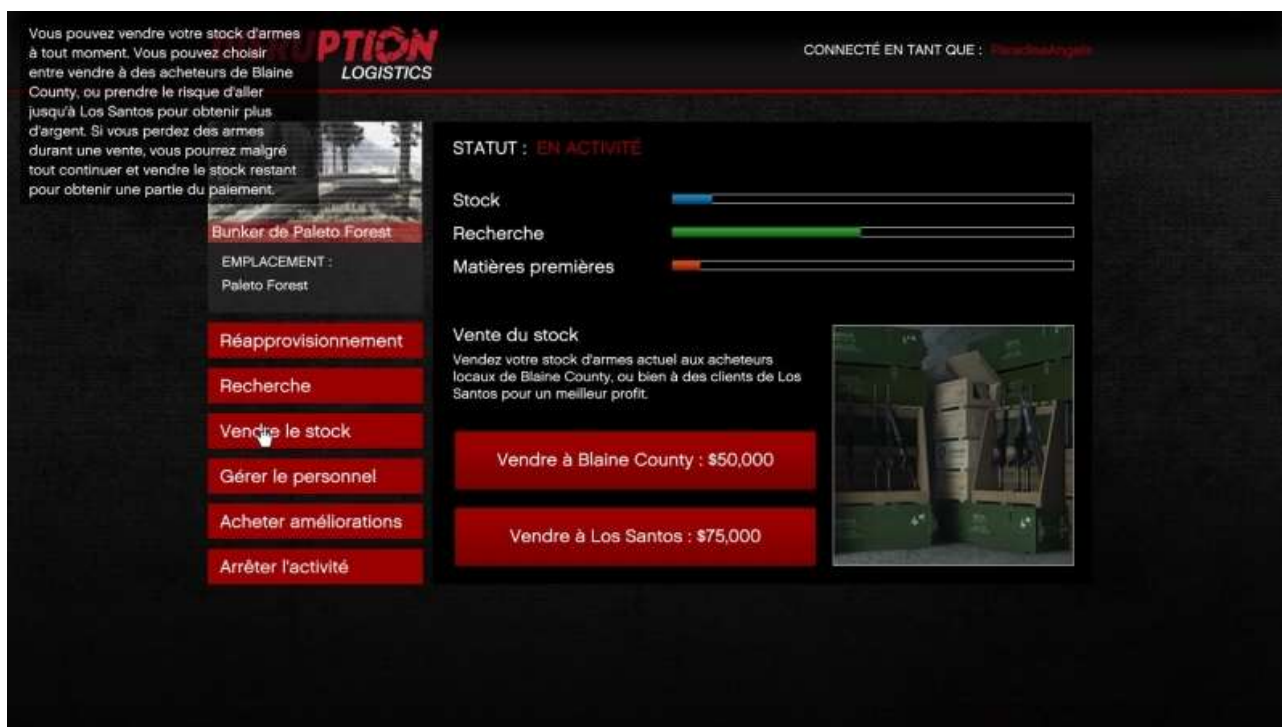 Vous pouvez vendre votre stock d'armes
à tout moment. Vous pouvez choisir
entre vendre à des acheteurs de Blaine
County, ou prendre le risque d'aller
jusqu'à Los Santos pour obtenir plus
d'argent. Si vous perdez des armes
durant une vente, vous pourrez malgré
tout continuer et vendre le stock restant
pour obtenir une partie du paiement.
LOGISTICS
CONNECTÉ EN TANT QUE :
Bunker de Paleto Forest
EMPLACEMENT :
Paleto Forest
Réapprovisionnement
Recherche
Vendre le stock
Gérer le personnel
Acheter améliorations
Arrêter l'activité
STATUT : EN ACTIVITÉ
Stock
Recherche
Matières premières
Vente du stock
Vendez votre stock d'armes actuel aux acheteurs
locaux de Blaine County, ou bien à des clients de Los
Santos pour un meilleur profit.
Vendre à Blaine County : $50,000
Vendre à Los Santos : $75,000